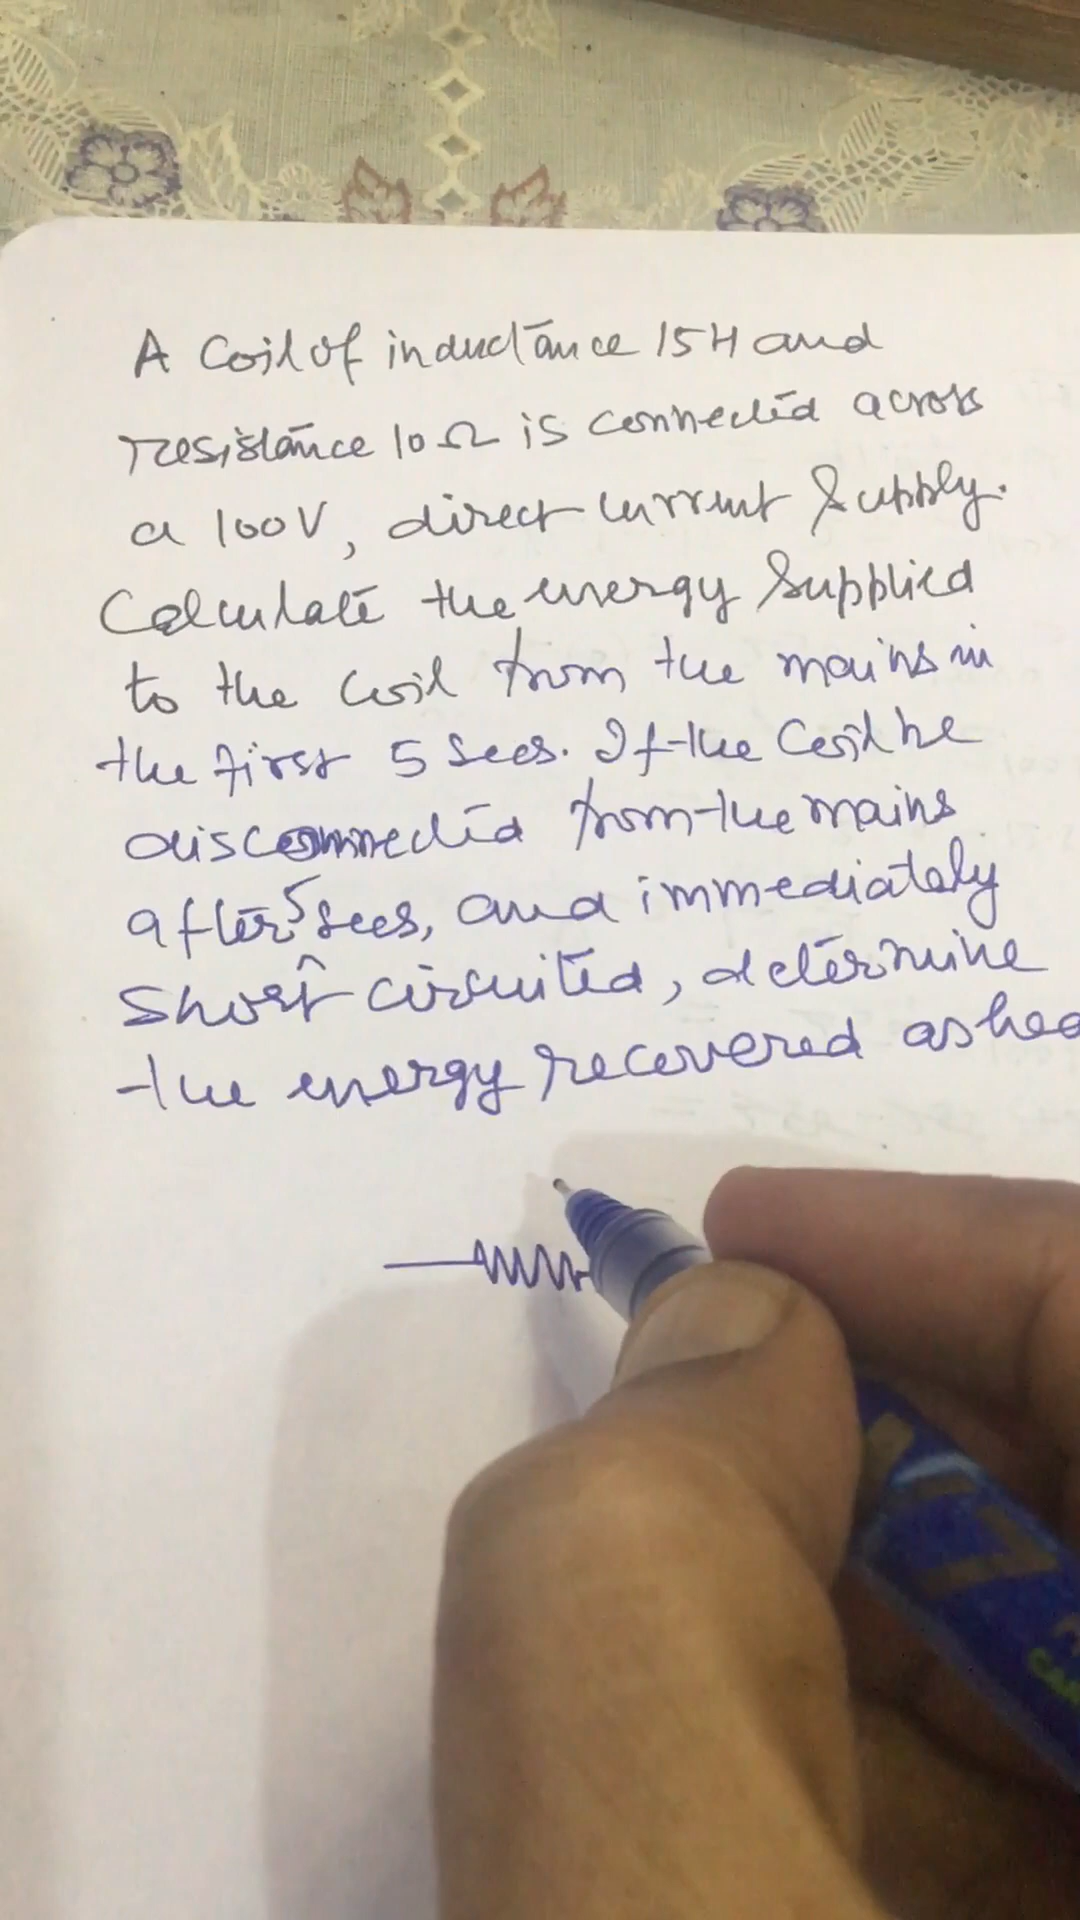 A Coil of inductance 15H and
resistance 10Ω is connected across
a 100V, direct current supply.
Calculate the energy supplied
to the coil from the mains in
the first 5 secs. If the coil be
disconnected from the mains
after 5 secs, and immediately
short circuited, determine
the energy recovered as hea